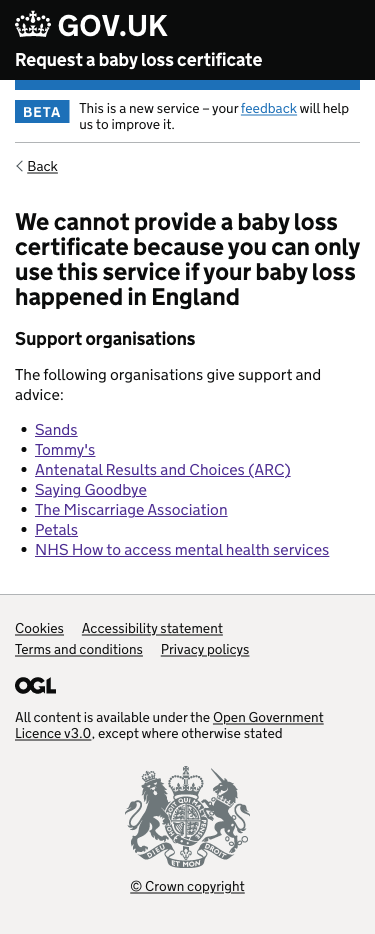 GOV.UK
Request a baby loss certificate
BETA
This is a new service – your feedback will help
us to improve it.
Back
We cannot provide a baby loss
certificate because you can only
use this service if your baby loss
happened in England
Support organisations
The following organisations give support and
advice:
Sands
Tommy's
Antenatal Results and Choices (ARC)
Saying Goodbye
The Miscarriage Association
Petals
NHS How to access mental health services
Cookies Accessibility statement
Terms and conditions Privacy policys
OGL
All content is available under the Open Government
Licence v3.0, except where otherwise stated
DIEU ET MON DROIT
© Crown copyright